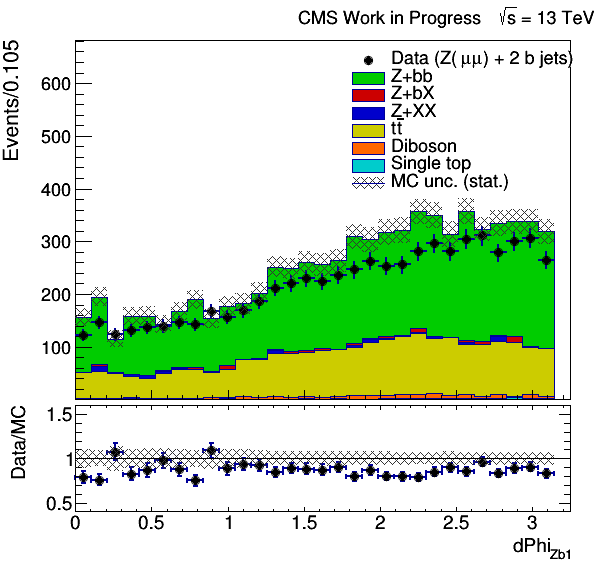 CMS Work in Progress √s = 13 TeV
Events/0.105
600
500
400
300
200
100
Data (Z(μμ) + 2 b jets)
Z+bb
Z+bX
Z+XX
tt̄
Diboson
Single top
MC unc. (stat.)
Data/MC
1.5
1
0.5
0 0.5 1 1.5 2 2.5 3
dPhi_Zb1